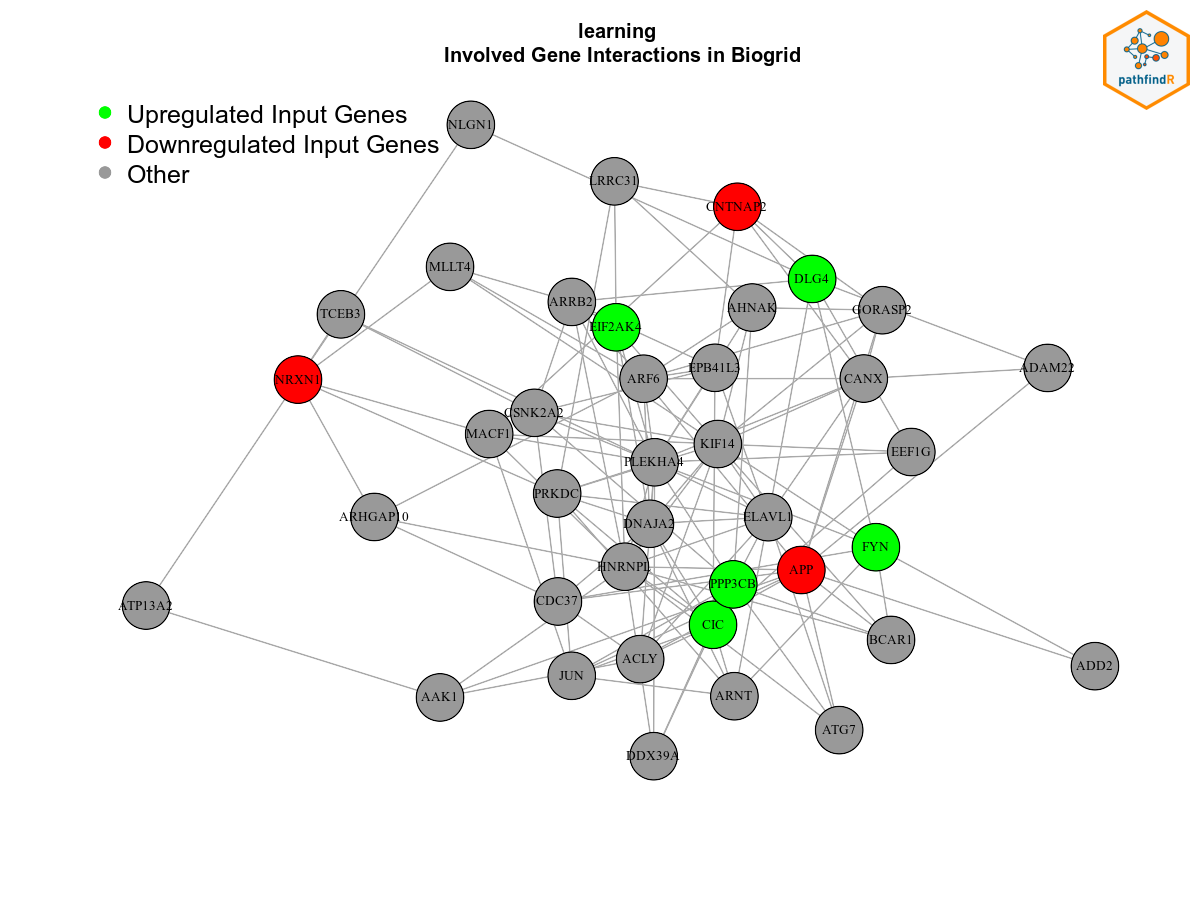 learning
Involved Gene Interactions in Biogrid
pathfindR
Upregulated Input Genes
Downregulated Input Genes
Other
NLGN1
LRRC31
CNTNAP2
MLLT4
DLG4
ARRB2
AHNAK
GORASP2
TCEB3
EIF2AK4
NRXN1
ARF6
EPB41L3
CANX
ADAM22
CSNK2A2
MACF1
KIF14
PLEKHA4
EEF1G
PRKDC
ARHGAP10
DNAJA2
ELAVL1
FYN
HNRNPL
APP
PPP3CB
ATP13A2
CDC37
CIC
BCAR1
ACLY
ADD2
JUN
AAK1
ARNT
ATG7
DDX39A